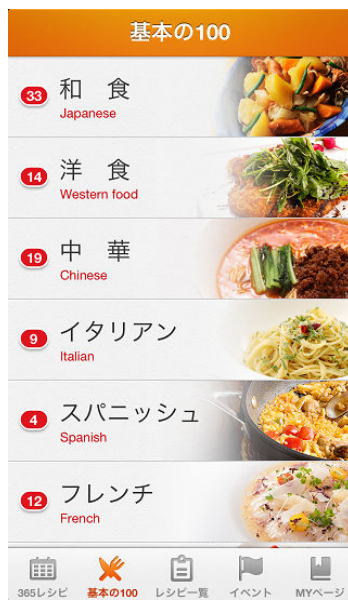 基本の100
33
和 食
Japanese
14
洋 食
Western food
19
中 華
Chinese
9
イタリアン
Italian
4
スパニッシュ
Spanish
12
フレンチ
French
365レシピ
基本の100
レシピ一覧
イベント
MYページ